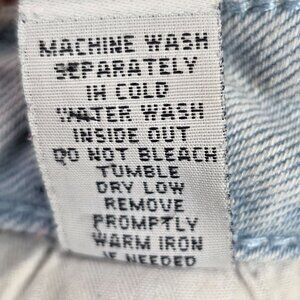 MACHINE WASH
SEPARATELY
IN COLD
WATER WASH
INSIDE OUT
DO NOT BLEACH
TUMBLE
DRY LOW
REMOVE
PROMPTLY
WARM IRON
IF NEEDED